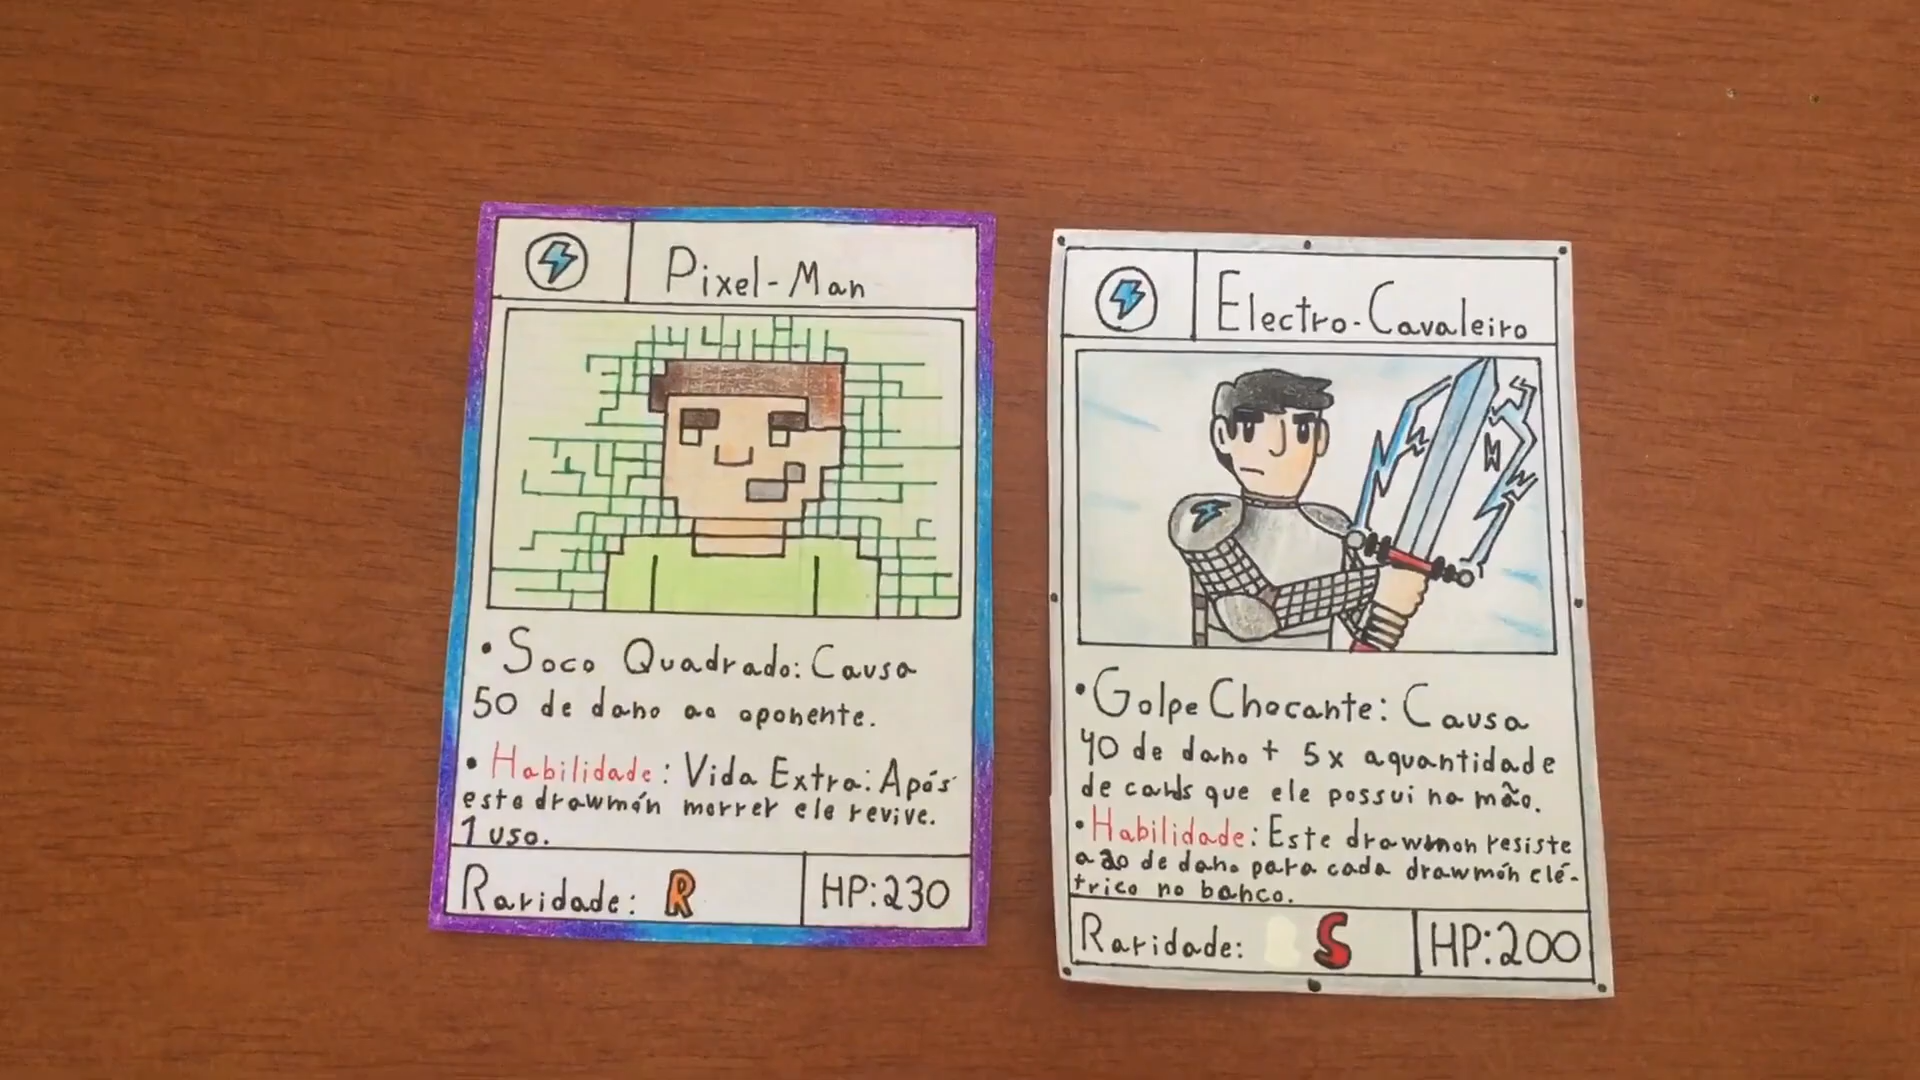 Pixel-Man
• Soco Quadrado: Causa
50 de dano ao oponente.
• Habilidade: Vida Extra: Após
este drawmón morrer ele revive.
1 uso.
Raridade: R
HP:230
Electro-Cavaleiro
• Golpe Chocante: Causa
40 de dano + 5x a quantidade
de cards que ele possui na mão.
• Habilidade: Este drawmon resiste
a 20 de dano para cada drawmón elé-
trico no banco.
Raridade: S
HP:200